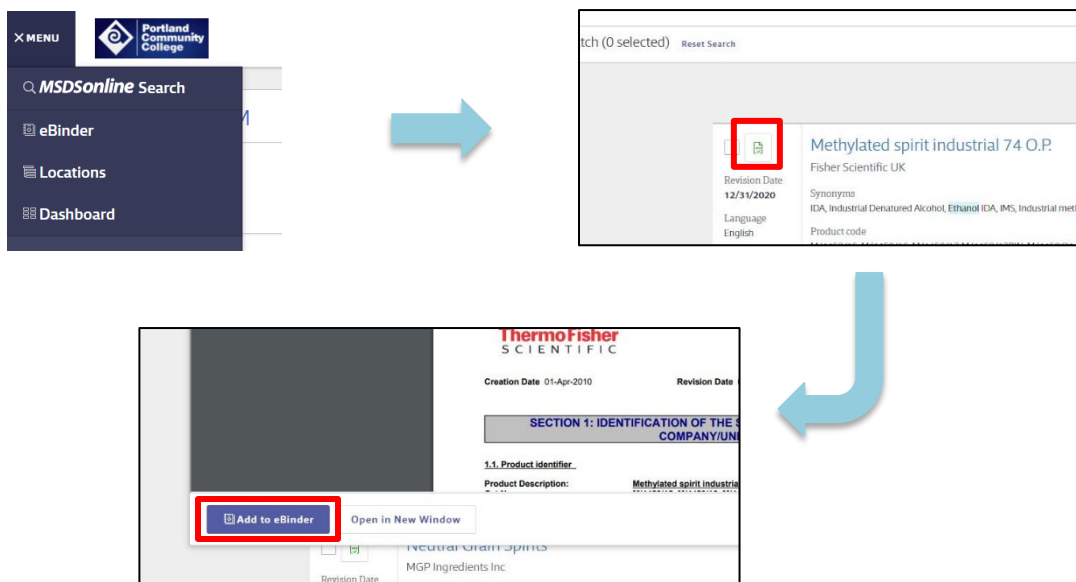 MENU
Portland
Community
College
MSDSonline Search
eBinder
Locations
Dashboard
tch (0 selected) Reset Search
Methylated spirit industrial 74 O.P.
Fisher Scientific UK
Revision Date
12/31/2020
Synonyms
IDA, Industrial Denatured Alcohol, Ethanol IDA, IMS, Industrial met
Language
English
Product code
ThermoFisher
SCIENTIFIC
Creation Date 01-Apr-2010 Revision Date
SECTION 1: IDENTIFICATION OF THE S
COMPANY/UN
1.1. Product identifier
Product Description: Methylated spirit industria
Add to eBinder Open in New Window
Neutral Grain Spirits
MGP Ingredients Inc
Revision Date